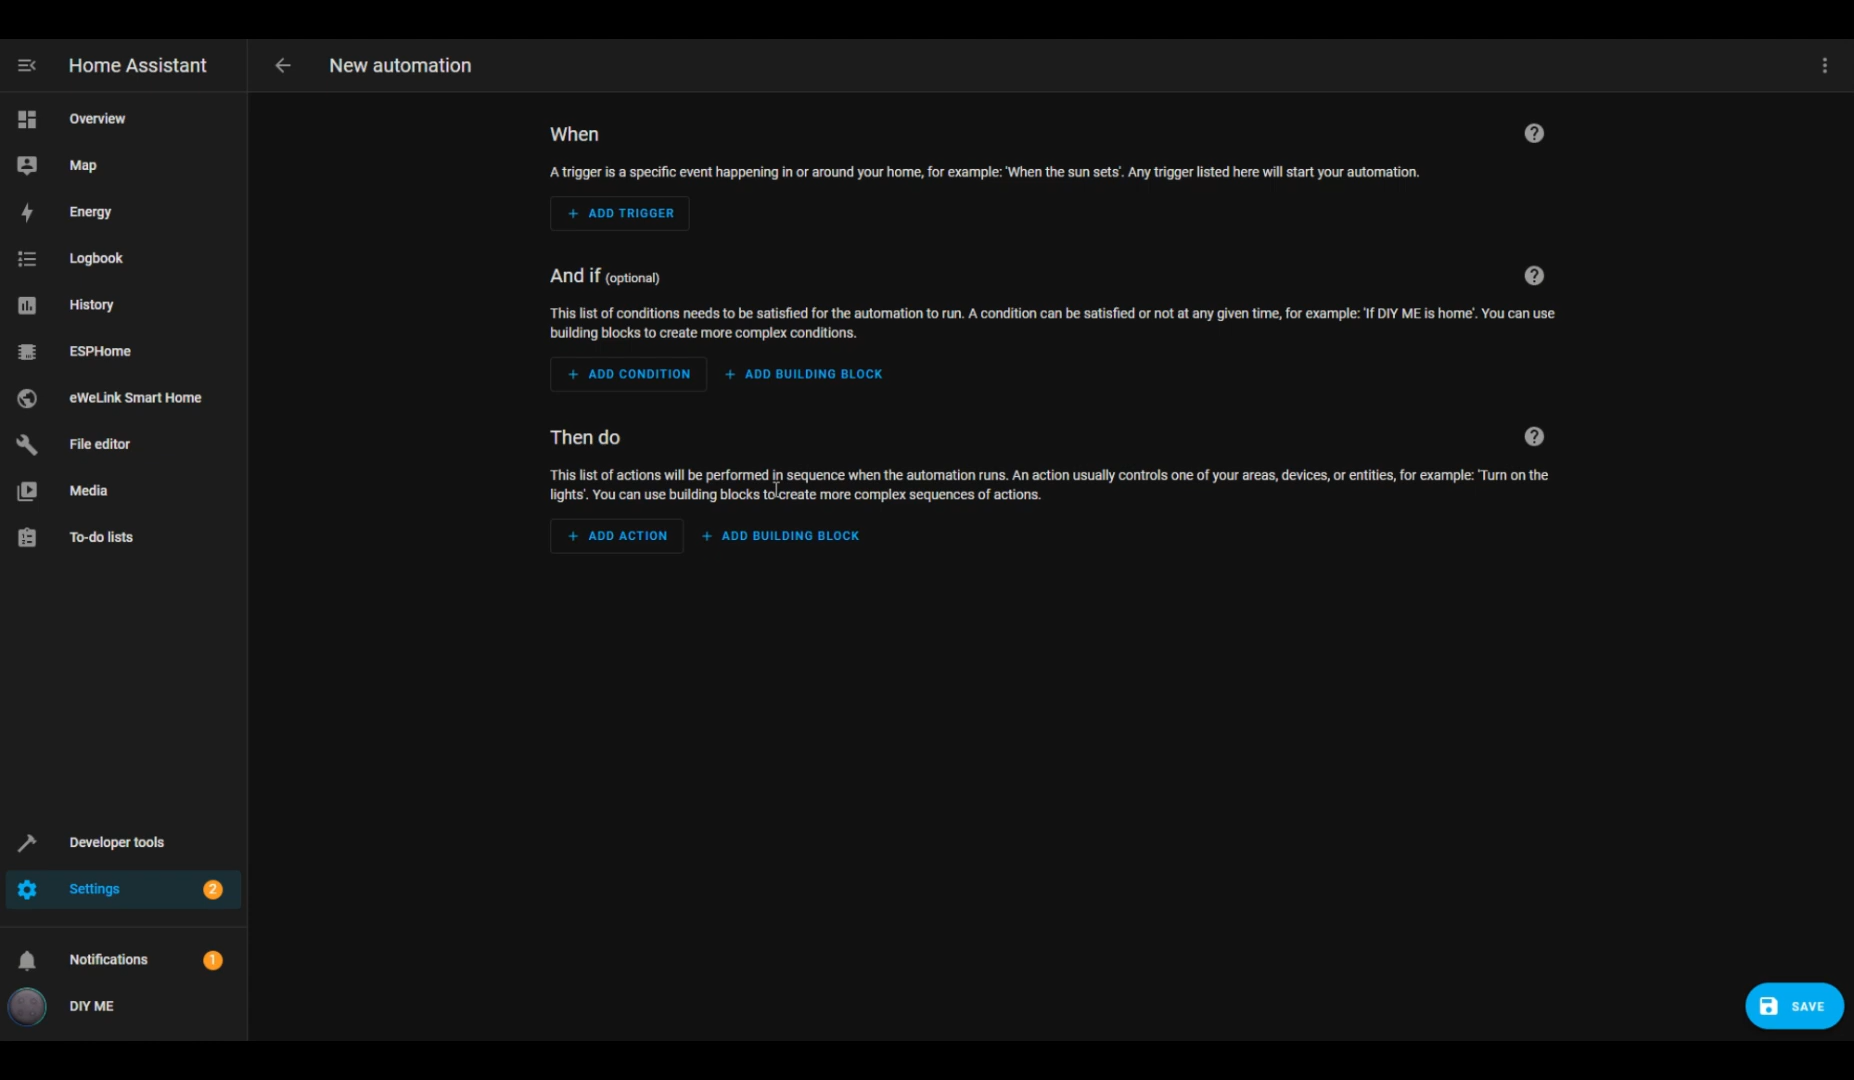 Home Assistant
New automation
Overview
Map
Energy
Logbook
History
ESPHome
eWeLink Smart Home
File editor
Media
To-do lists
Developer tools
Settings 2
Notifications 1
DIY ME
When
A trigger is a specific event happening in or around your home, for example: 'When the sun sets'. Any trigger listed here will start your automation.
+ ADD TRIGGER
And if (optional)
This list of conditions needs to be satisfied for the automation to run. A condition can be satisfied or not at any given time, for example: 'If DIY ME is home'. You can use
building blocks to create more complex conditions.
+ ADD CONDITION + ADD BUILDING BLOCK
Then do
This list of actions will be performed in sequence when the automation runs. An action usually controls one of your areas, devices, or entities, for example: 'Turn on the
lights'. You can use building blocks to create more complex sequences of actions.
+ ADD ACTION + ADD BUILDING BLOCK
SAVE